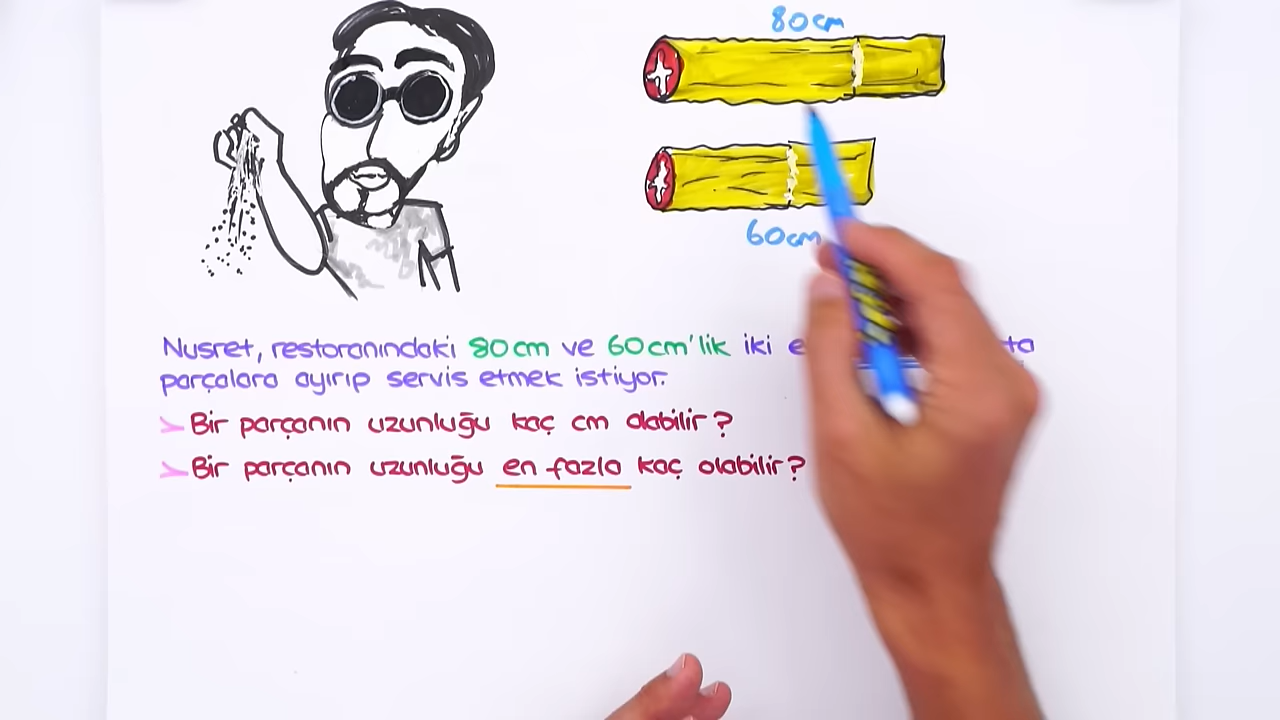 80cm
60cm
Nusret, restoranındaki 80cm ve 60cm'lik iki
parçalara ayırıp servis etmek istiyor.
Bir parçanın uzunluğu kaç cm olabilir?
Bir parçanın uzunluğu en fazla kaç olabilir?